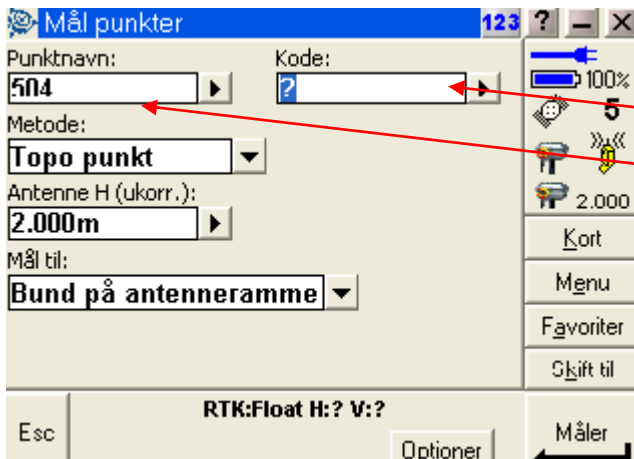 Mål punkter 123 ? _ X
Punktnavn: Kode:
504 ?
100%
Metode: 5
Topo punkt
Antenne H (ukorr.): 2.000
2.000m
Kort
Mål til:
Bund på antenneramme
Menu
Favoriter
Skift til
RTK:Float H:? V:?
Esc Måler
Optioner